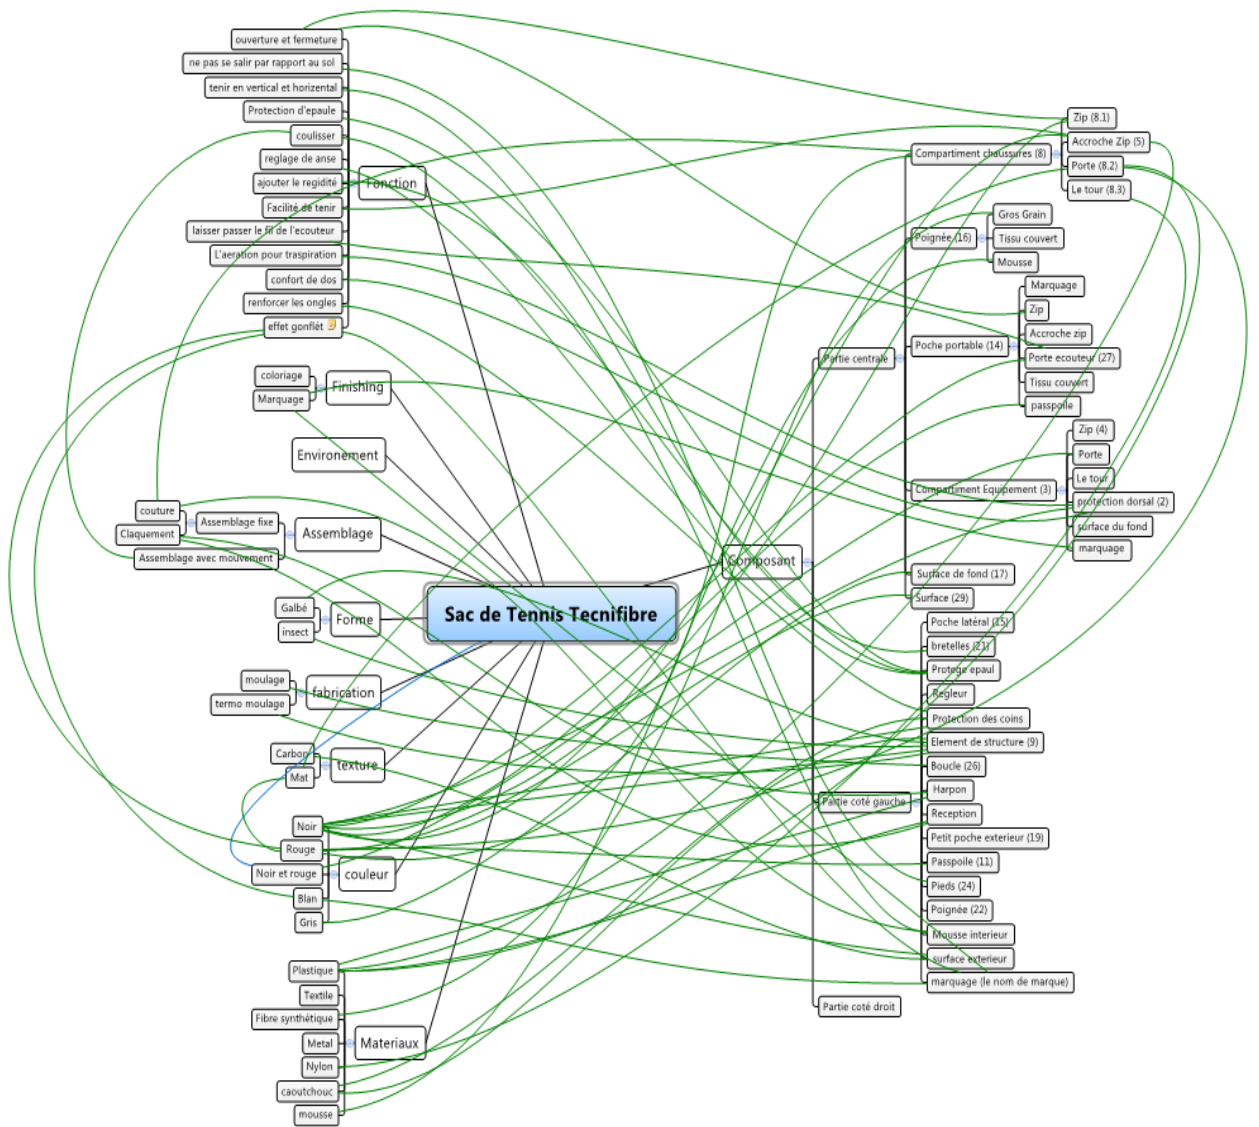 ouverture et fermeture
ne pas se salir par rapport au sol
tenir en vertical et horizental
Protection d'epaule
coulisser
reglage de anse
ajouter le regidité
Facilité de tenir
laisser passer le fil de l'ecouteur
L'aeration pour traspiration
confort de dos
renforcer les ongles
effet gonflét
Fonction
coloriage
Marquage
Finishing
Environement
couture
Claquement
Assemblage fixe
Assemblage avec mouvement
Assemblage
Galbé
insect
Forme
moulage
termo moulage
fabrication
Carbon
Mat
texture
Noir
Rouge
Noir et rouge
Blan
Gris
couleur
Plastique
Textile
Fibre synthétique
Metal
Nylon
caoutchouc
mousse
Materiaux
Sac de Tennis Tecnifibre
Composant
Partie centrale
Compartiment chaussures (8)
Zip (8.1)
Accroche Zip (5)
Porte (8.2)
Le tour (8.3)
Poignée (16)
Gros Grain
Tissu couvert
Mousse
Poche portable (14)
Marquage
Zip
Accroche zip
Porte ecouteur (27)
Tissu couvert
passpoile
Compartiment Equipement (3)
Zip (4)
Porte
Le tour
protection dorsal (2)
surface du fond
marquage
Surface de fond (17)
Surface (29)
Partie coté gauche
Poche latéral (15)
bretelles (21)
Protege epaul
Regleur
Protection des coins
Element de structure (9)
Boucle (26)
Harpon
Reception
Petit poche exterieur (19)
Passpoile (11)
Pieds (24)
Poignée (22)
Mousse interieur
surface exterieur
marquage (le nom de marque)
Partie coté droit